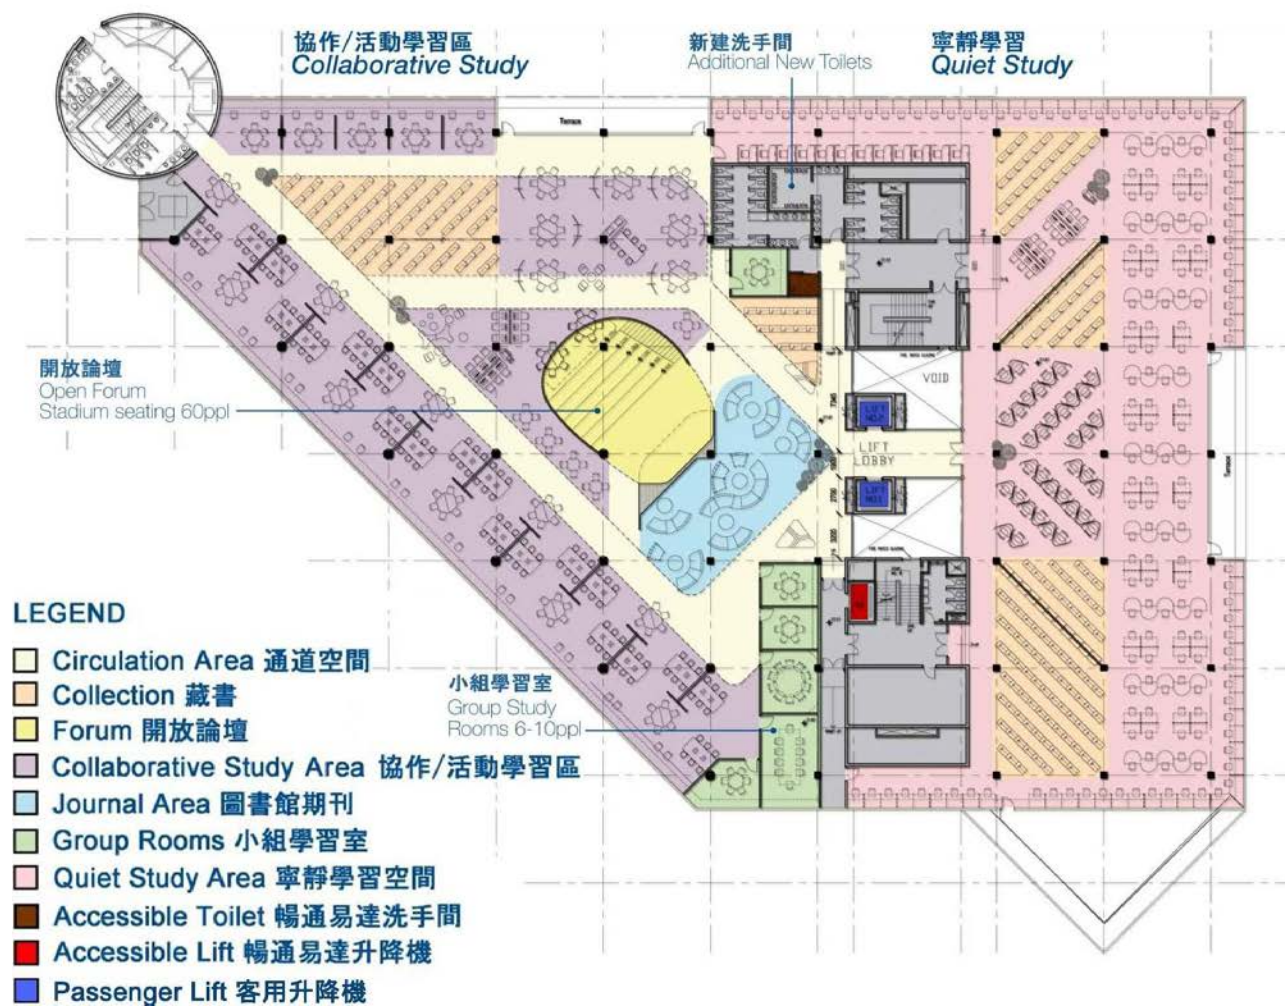 協作/活動學習區
Collaborative Study
新建洗手間
Additional New Toilets
寧靜學習
Quiet Study
Terrace
開放論壇
Open Forum
Stadium seating 60ppl
VOID
LIFT
LIFT
LOBBY
LIFT
Terrace
小組學習室
Group Study
Rooms 6-10ppl
LEGEND
Circulation Area 通道空間
Collection 藏書
Forum 開放論壇
Collaborative Study Area 協作/活動學習區
Journal Area 圖書館期刊
Group Rooms 小組學習室
Quiet Study Area 寧靜學習空間
Accessible Toilet 暢通易達洗手間
Accessible Lift 暢通易達升降機
Passenger Lift 客用升降機